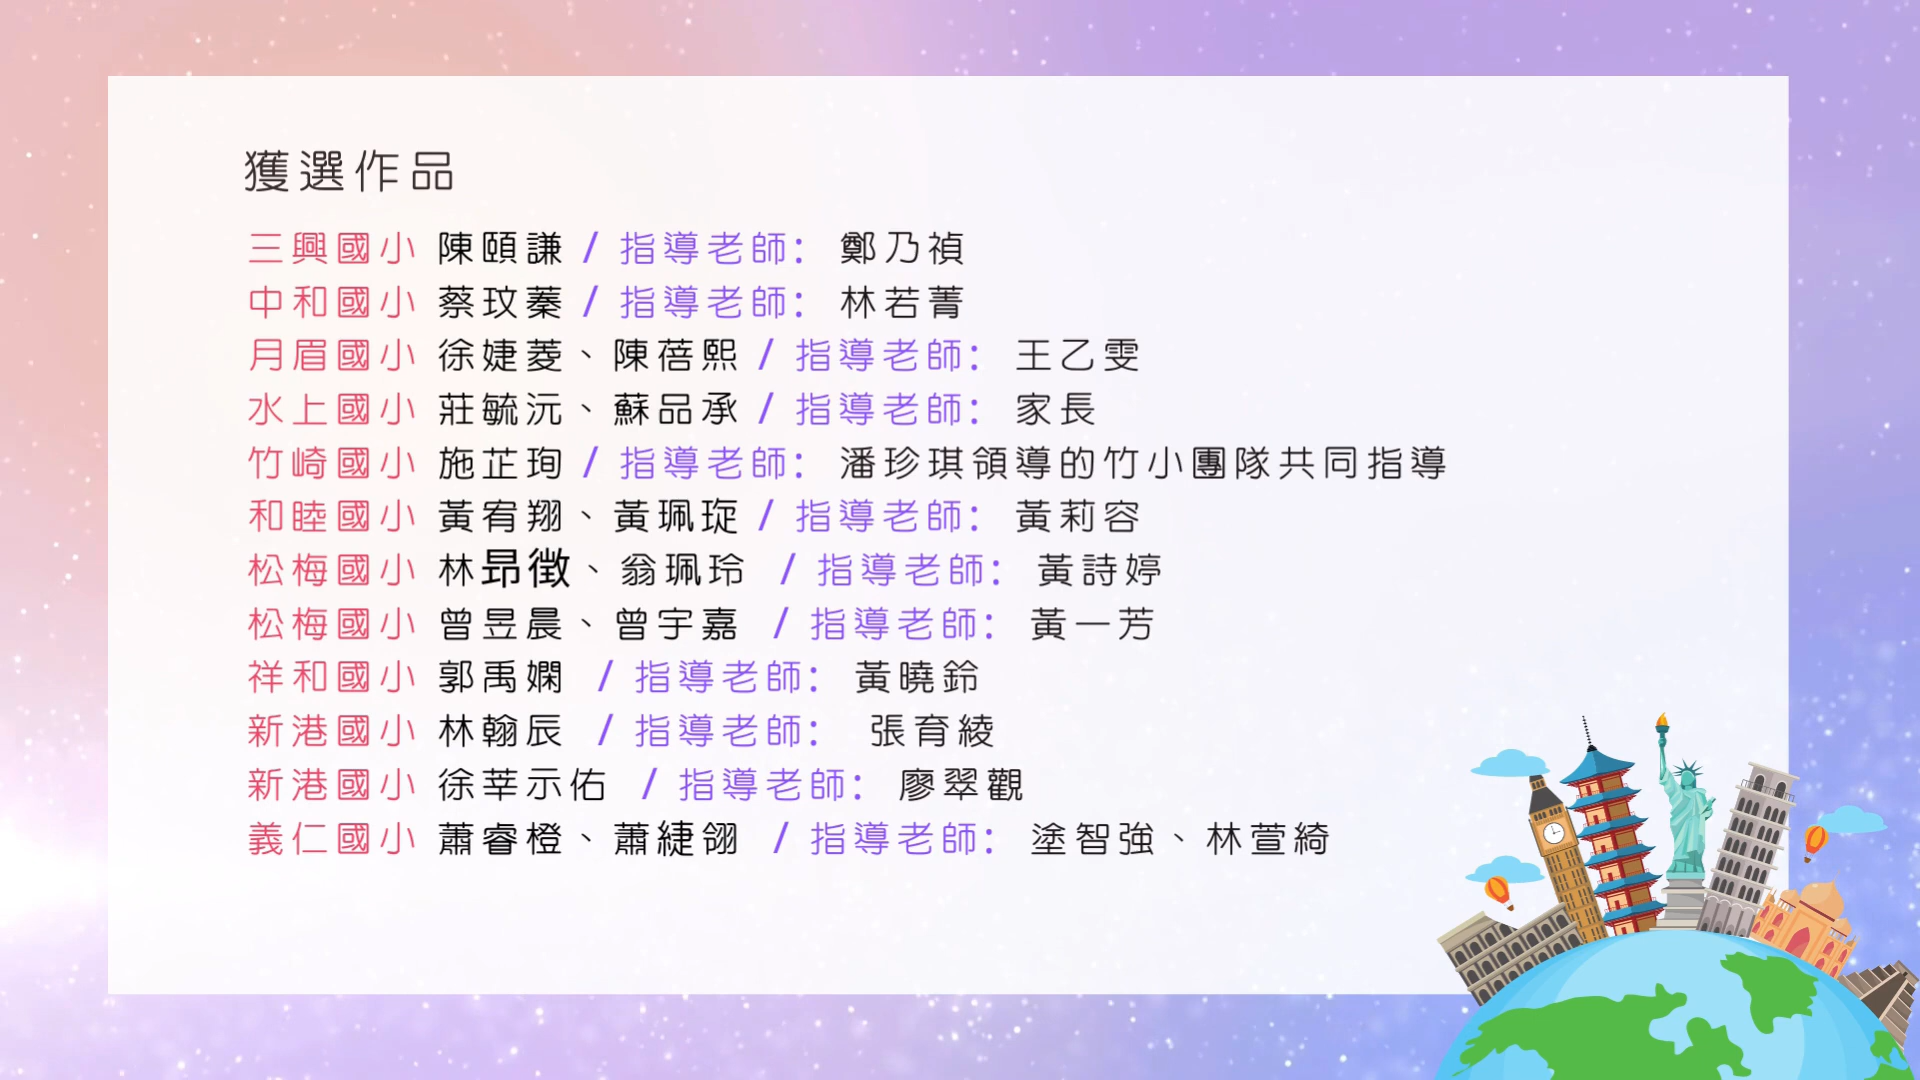 獲選作品
三興國小 陳頤謙 / 指導老師： 鄭乃禎
中和國小 蔡玟蓁 / 指導老師： 林若菁
月眉國小 徐婕菱、陳蓓熙 / 指導老師： 王乙雯
水上國小 莊毓沅、蘇品承 / 指導老師： 家長
竹崎國小 施芷珣 / 指導老師： 潘珍琪領導的竹小團隊共同指導
和睦國小 黃宥翔、黃珮琁 / 指導老師： 黃莉容
松梅國小 林昂徴、翁珮玲 / 指導老師： 黃詩婷
松梅國小 曾昱晨、曾宇嘉 / 指導老師： 黃一芳
祥和國小 郭禹嫻 / 指導老師： 黃曉鈴
新港國小 林翰辰 / 指導老師： 張育綾
新港國小 徐莘示佑 / 指導老師： 廖翠觀
義仁國小 蕭睿橙、蕭緁翎 / 指導老師： 塗智強、林萱綺